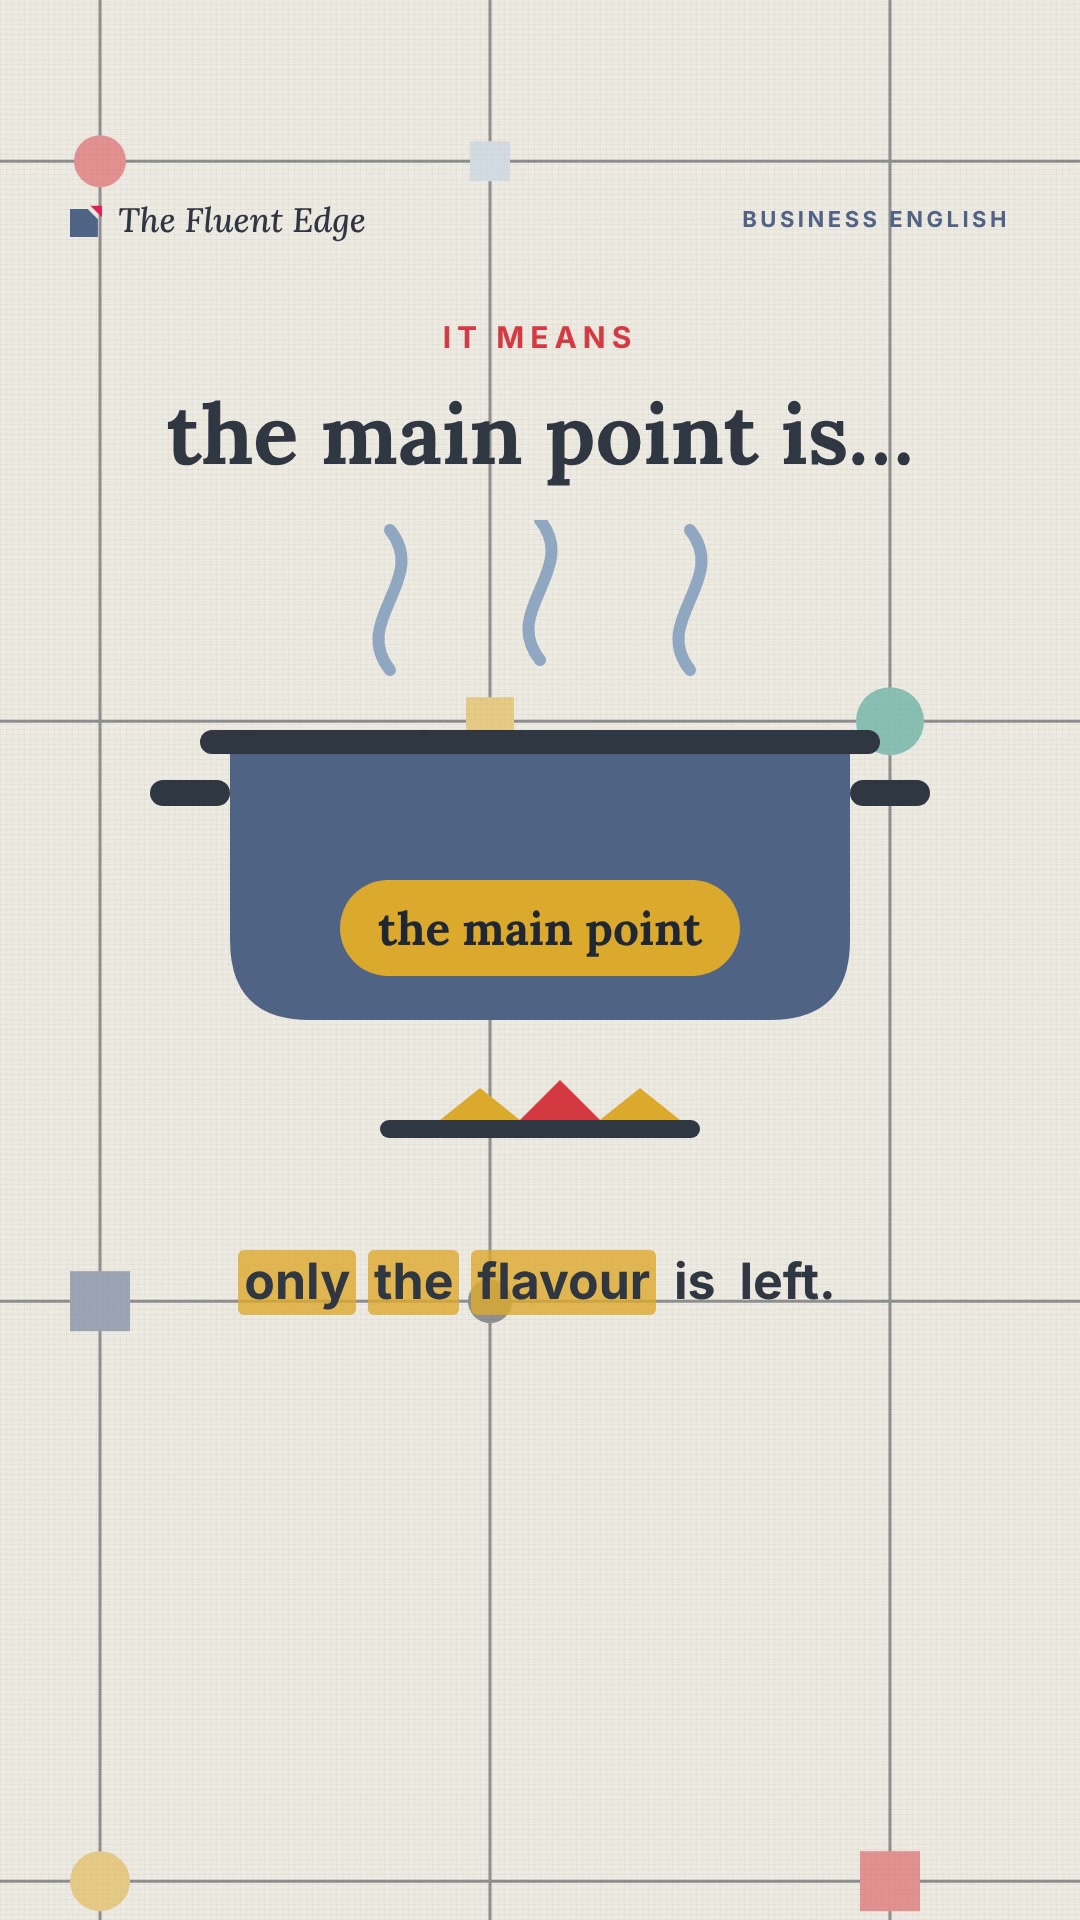 The Fluent Edge
BUSINESS ENGLISH
IT MEANS
the main point is...
the main point
only the flavour is left.